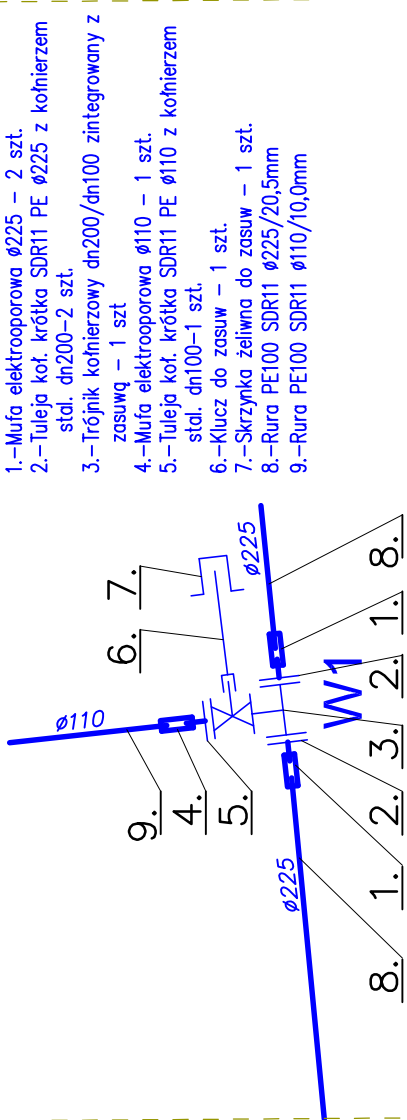 1.-Mufa elektrooporowa ø225 - 2 szt.
2.-Tuleja koł. krótka SDR11 PE ø225 z kołnierzem
stal. dn200-2 szt.
3.-Trójnik kołnierzowy dn200/dn100 zintegrowany z
zasuwą - 1 szt
4.-Mufa elektrooporowa ø110 - 1 szt.
5.-Tuleja koł. krótka SDR11 PE ø110 z kołnierzem
stal. dn100-1 szt.
6.-Klucz do zasuw - 1 szt.
7.-Skrzynka żeliwna do zasuw - 1 szt.
8.-Rura PE100 SDR11 ø225/20,5mm
9.-Rura PE100 SDR11 ø110/10,0mm
ø110
9.
4.
5.
6.
7.
ø225
ø225
W1
8.
1.
2.
3.
2.
1.
8.